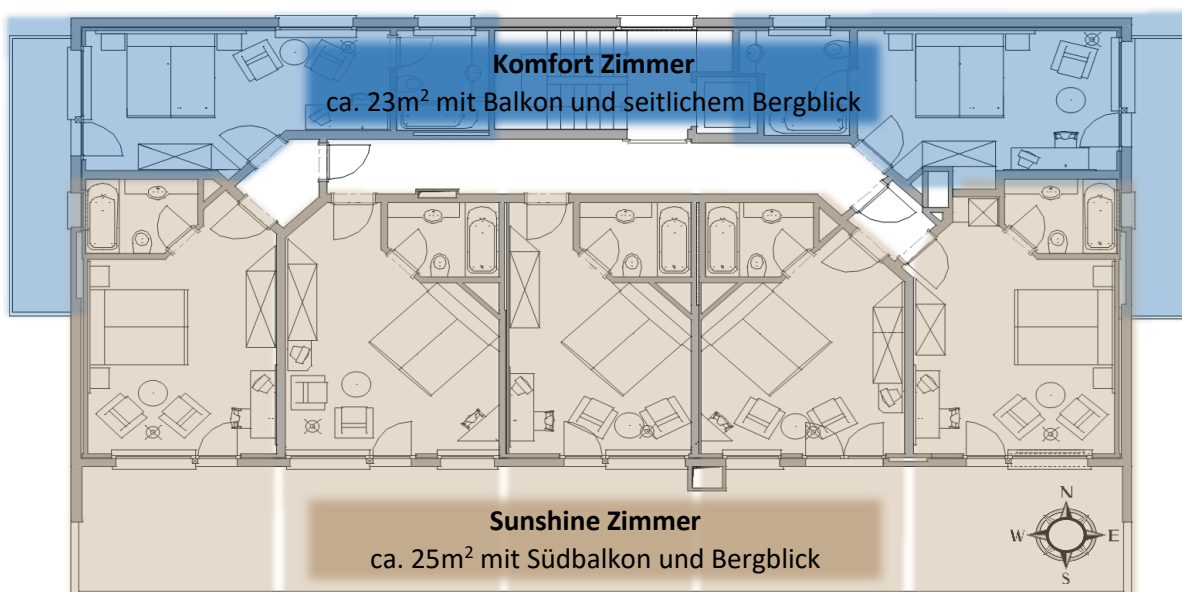 Komfort Zimmer
ca. 23m² mit Balkon und seitlichem Bergblick
Sunshine Zimmer
ca. 25m² mit Südbalkon und Bergblick
N
W E
S